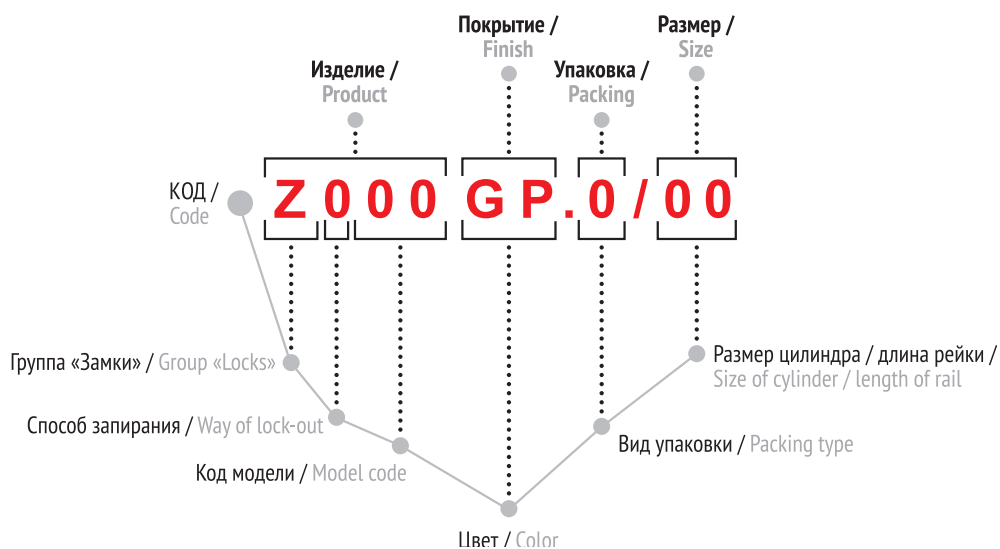 Покрытие /
Finish
Размер /
Size
Изделие /
Product
Упаковка /
Packing
КОД /
Code
Z000GP.0/00
Группа «Замки» / Group «Locks»
Размер цилиндра / длина рейки /
Size of cylinder / length of rail
Способ запирания / Way of lock-out
Вид упаковки / Packing type
Код модели / Model code
Цвет / Color